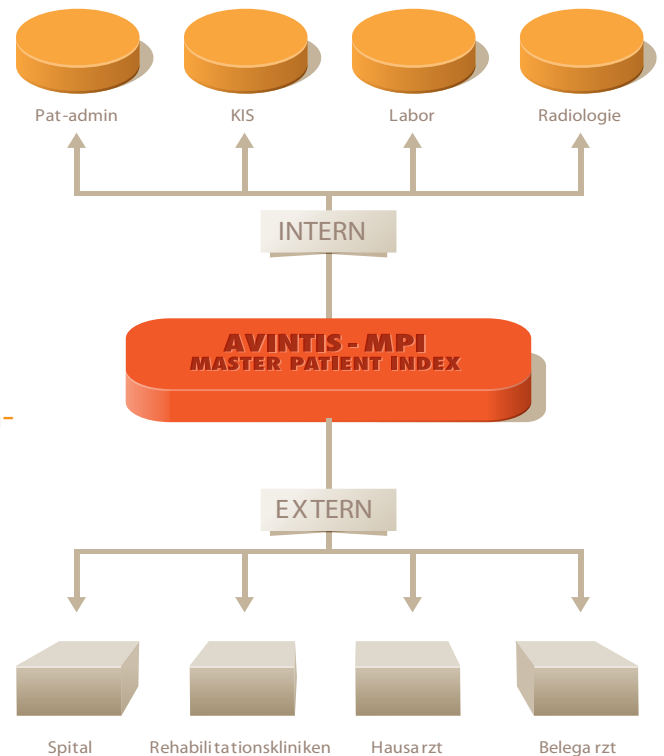 Pat-admin
KIS
Labor
Radiologie
INTERN
AVINTIS - MPI
MASTER PATIENT INDEX
EXTERN
Spital
Rehabilitationskliniken
Hausarzt
Belegarzt